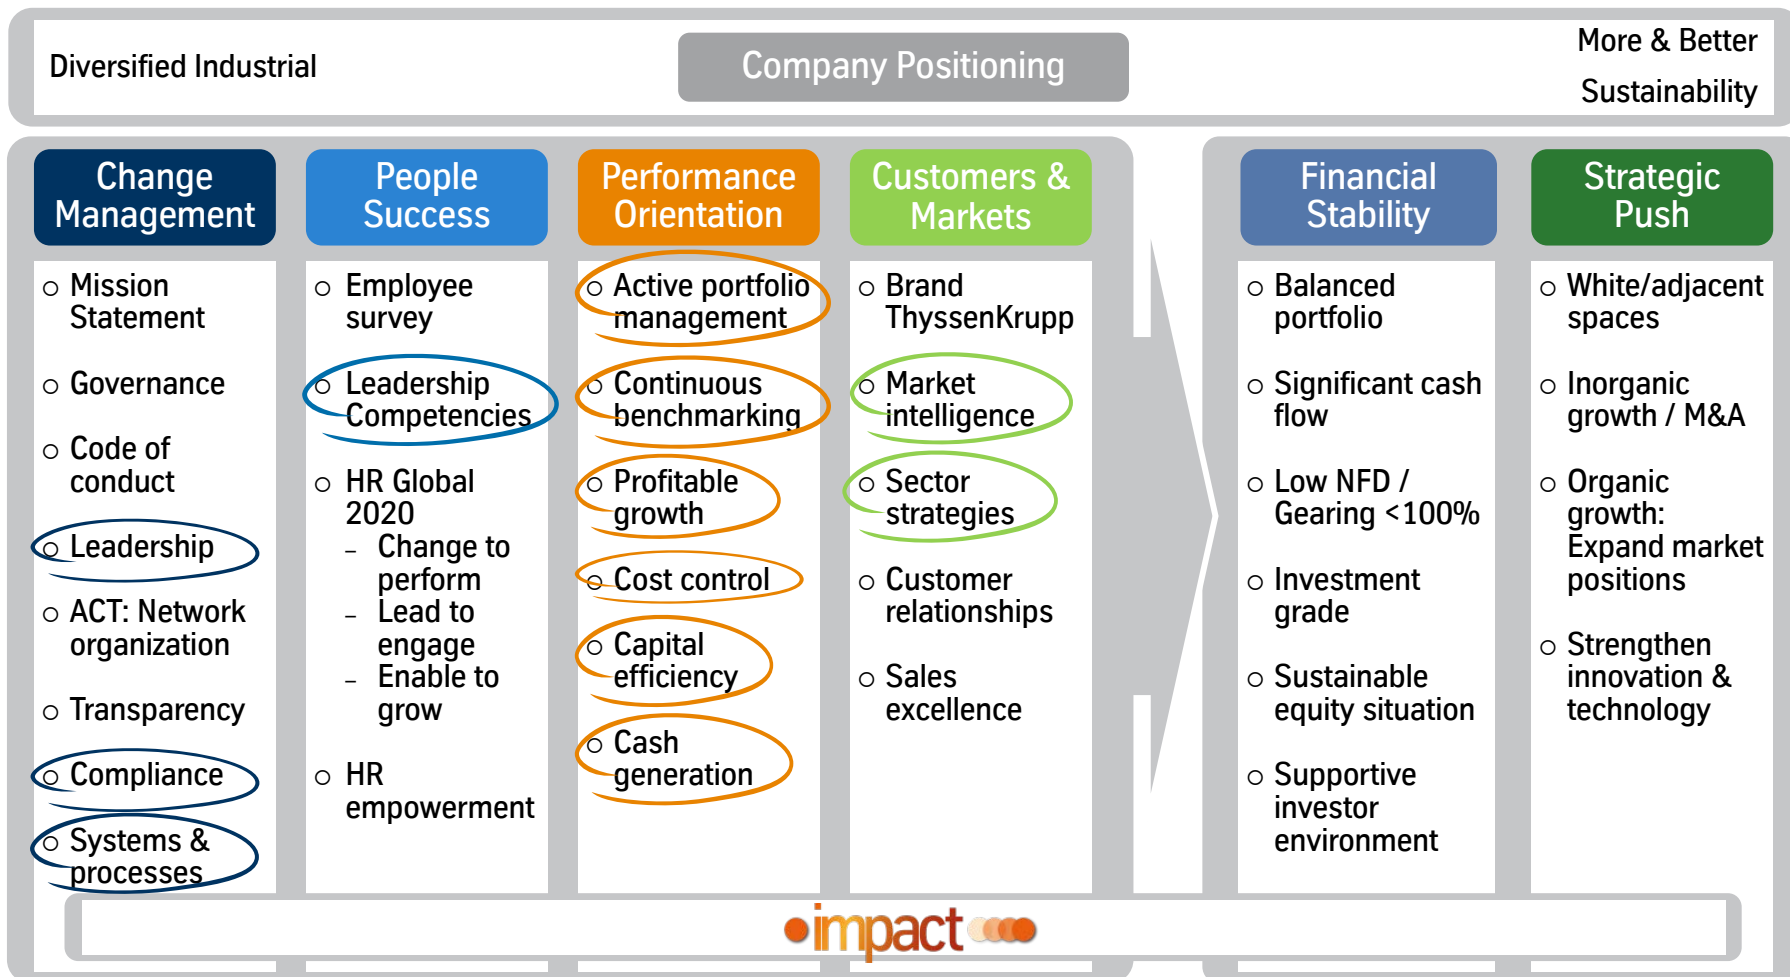 Diversified Industrial
Company Positioning
More & Better
Sustainability
Change
Management
○ Mission
Statement
○ Governance
○ Code of
conduct
○ Leadership
○ ACT: Network
organization
○ Transparency
○ Compliance
○ Systems &
processes
People
Success
○ Employee
survey
○ Leadership
Competencies
○ HR Global
2020
– Change to
perform
– Lead to
engage
– Enable to
grow
○ HR
empowerment
Performance
Orientation
○ Active portfolio
management
○ Continuous
benchmarking
○ Profitable
growth
○ Cost control
○ Capital
efficiency
○ Cash
generation
Customers &
Markets
○ Brand
ThyssenKrupp
○ Market
intelligence
○ Sector
strategies
○ Customer
relationships
○ Sales
excellence
Financial
Stability
○ Balanced
portfolio
○ Significant cash
flow
○ Low NFD /
Gearing <100%
○ Investment
grade
○ Sustainable
equity situation
○ Supportive
investor
environment
Strategic
Push
○ White/adjacent
spaces
○ Inorganic
growth / M&A
○ Organic
growth:
Expand market
positions
○ Strengthen
innovation &
technology
impact